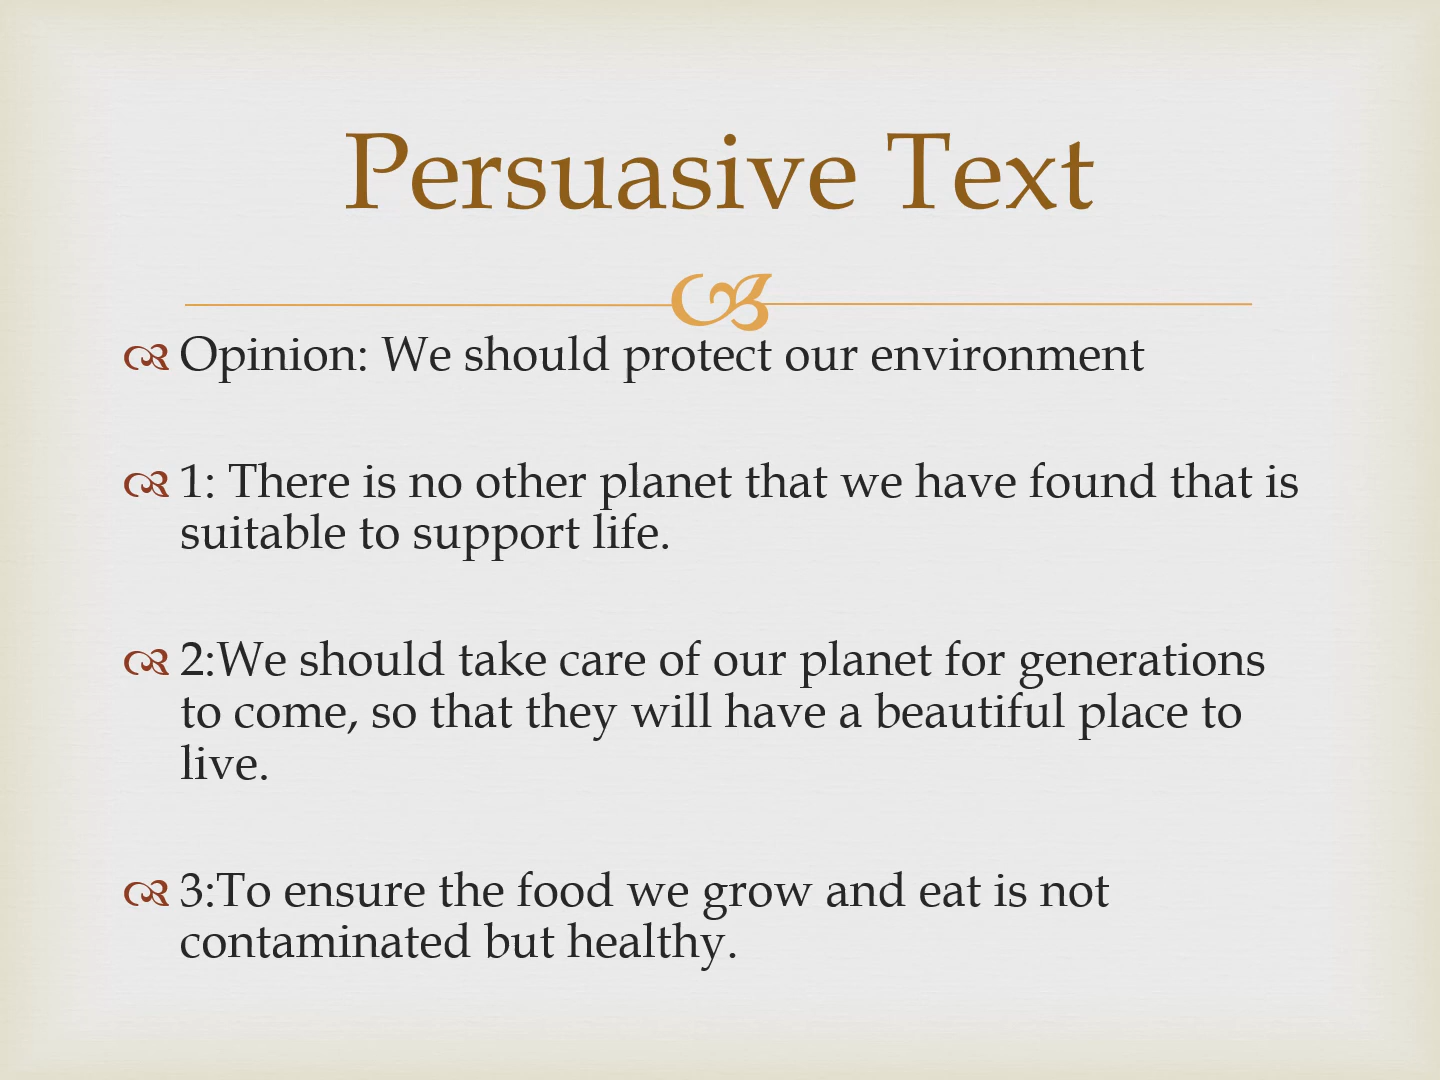 Persuasive Text
Opinion: We should protect our environment
1: There is no other planet that we have found that is
suitable to support life.
2:We should take care of our planet for generations
to come, so that they will have a beautiful place to
live.
3:To ensure the food we grow and eat is not
contaminated but healthy.